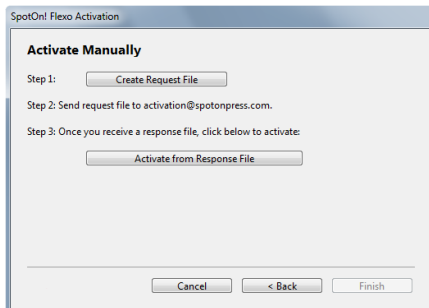 SpotOn! Flexo Activation
Activate Manually
Step 1: Create Request File
Step 2: Send request file to activation@spotonpress.com.
Step 3: Once you receive a response file, click below to activate:
Activate from Response File
Cancel < Back Finish